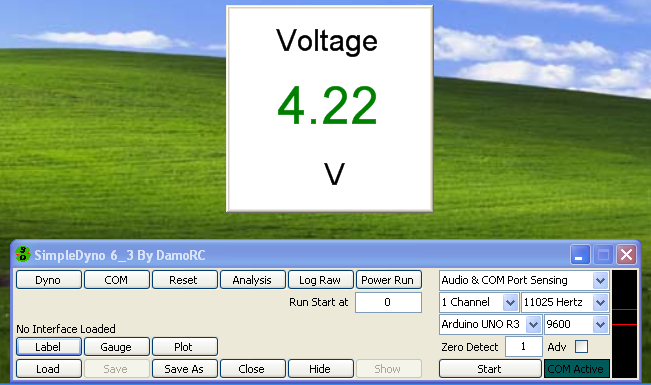 Voltage
4.22
V
SimpleDyno 6_3 By DamoRC
Dyno COM Reset Analysis Log Raw Power Run Audio & COM Port Sensing
Run Start at 0 1 Channel 11025 Hertz
Arduino UNO R3 9600
No Interface Loaded
Label Gauge Plot Zero Detect 1 Adv
Load Save Save As Close Hide Show Start COM Active